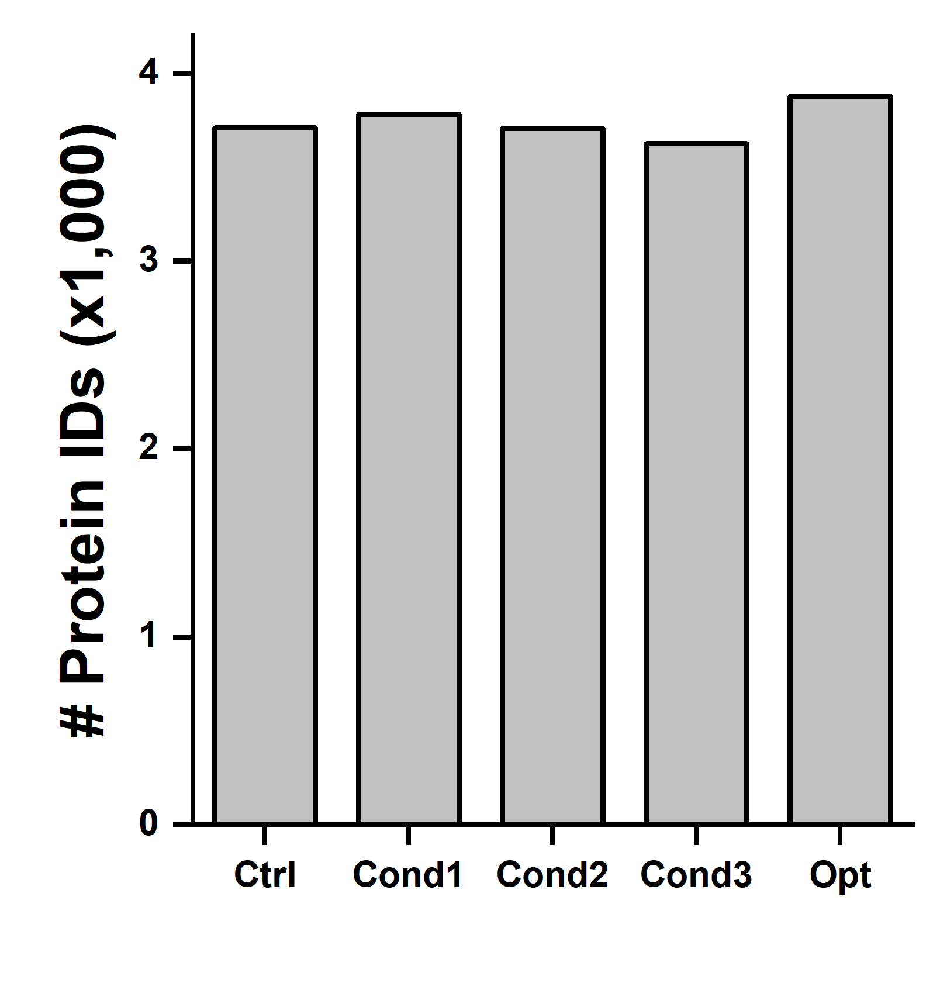 # Protein IDs (x1,000)
4
3
2
1
0
Ctrl Cond1 Cond2 Cond3 Opt